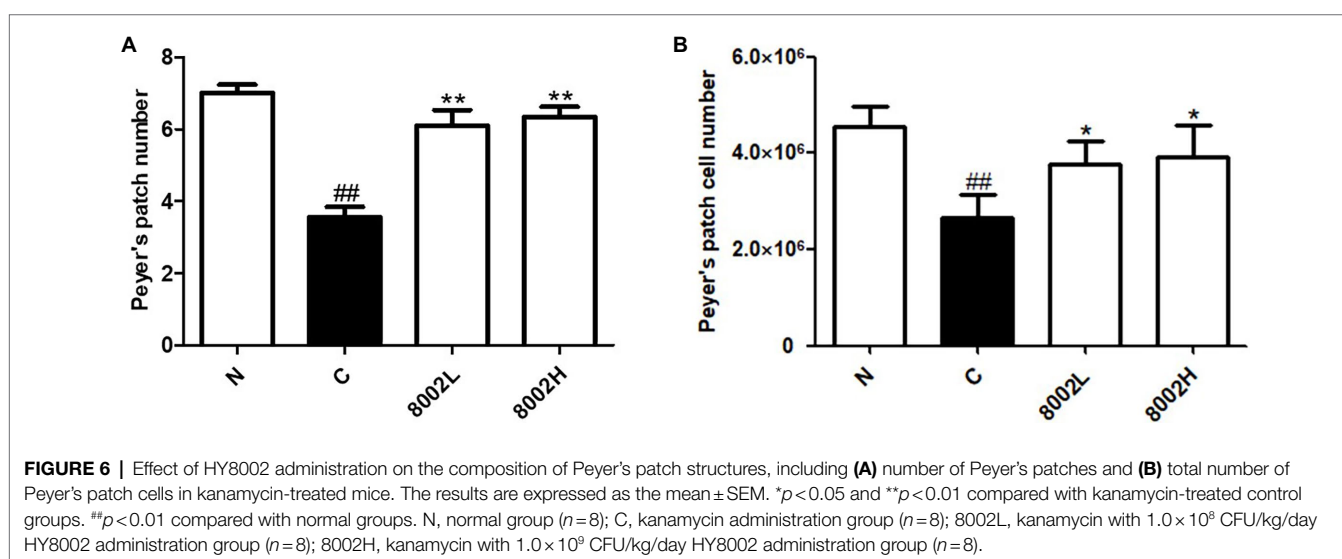 A
B
Peyer's patch number
8
6
4
2
0
##
**
**
N
C
8002L
8002H
Peyer's patch cell number
6.0×10⁶
4.0×10⁶
2.0×10⁶
0
##
*
*
N
C
8002L
8002H
FIGURE 6 | Effect of HY8002 administration on the composition of Peyer’s patch structures, including (A) number of Peyer’s patches and (B) total number of
Peyer’s patch cells in kanamycin-treated mice. The results are expressed as the mean ± SEM. *p < 0.05 and **p < 0.01 compared with kanamycin-treated control
groups. ##p < 0.01 compared with normal groups. N, normal group (n = 8); C, kanamycin administration group (n = 8); 8002L, kanamycin with 1.0 × 10⁸ CFU/kg/day
HY8002 administration group (n = 8); 8002H, kanamycin with 1.0 × 10⁹ CFU/kg/day HY8002 administration group (n = 8).